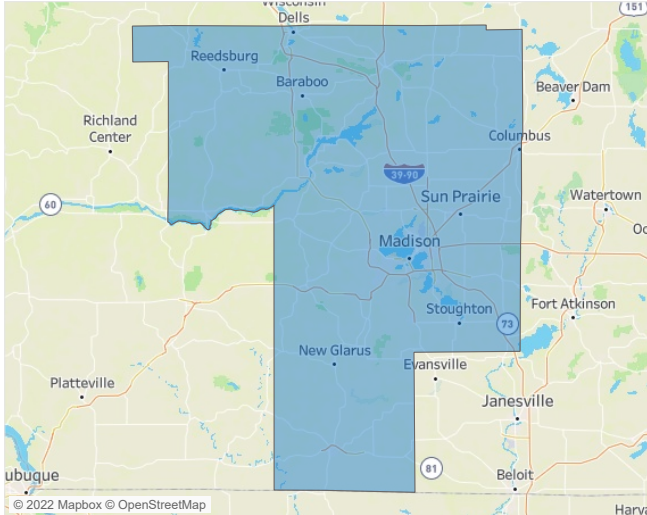 Wisconsin
Dells
151
Reedsburg
Baraboo
Beaver Dam
Richland
Center
Columbus
39-90
Sun Prairie
Watertown
60
Madison
Stoughton
Fort Atkinson
73
New Glarus
Evansville
Platteville
Janesville
81
ubuque
Beloit
© 2022 Mapbox © OpenStreetMap
Harva